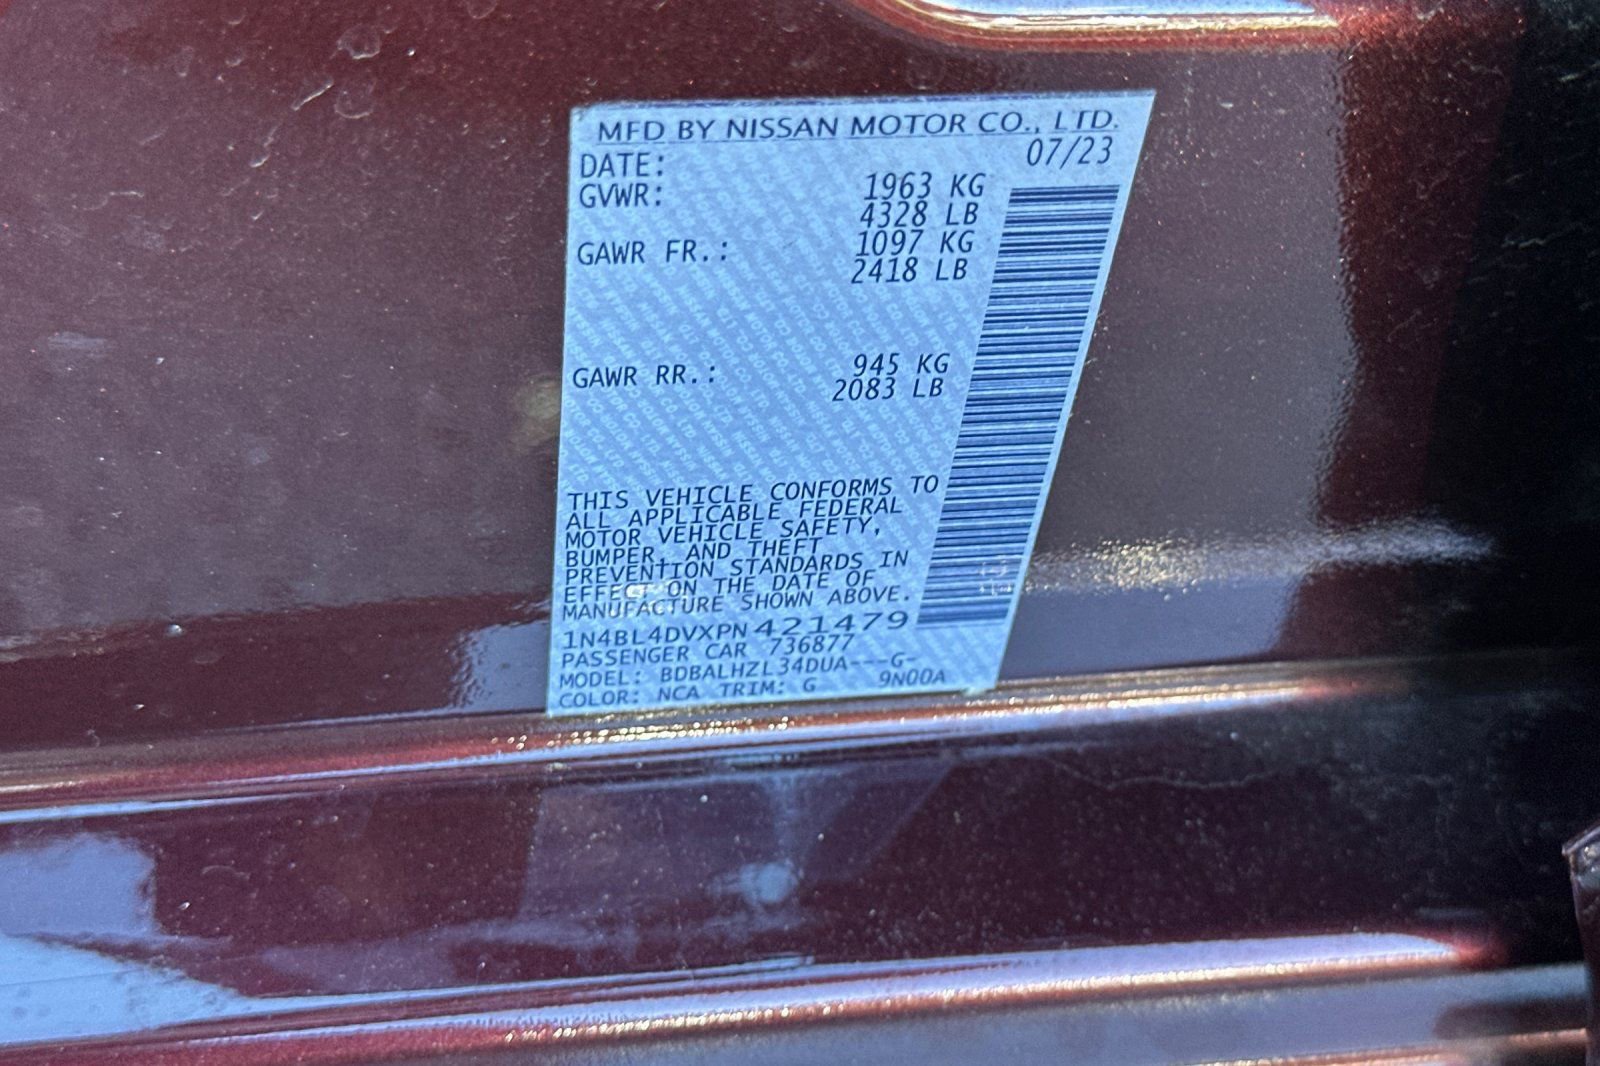 MFD BY NISSAN MOTOR CO., LTD.
DATE: 07/23
GVWR: 1963 KG
4328 LB
GAWR FR.: 1097 KG
2418 LB
GAWR RR.: 945 KG
2083 LB
THIS VEHICLE CONFORMS TO
ALL APPLICABLE FEDERAL
MOTOR VEHICLE SAFETY,
BUMPER, AND THEFT
PREVENTION STANDARDS IN
EFFECT ON THE DATE OF
MANUFACTURE SHOWN ABOVE.
1N4BL4DVXPN421479
PASSENGER CAR 736877
MODEL: BDBALHZL34DUA---G-
COLOR: NCA TRIM: G 9N00A